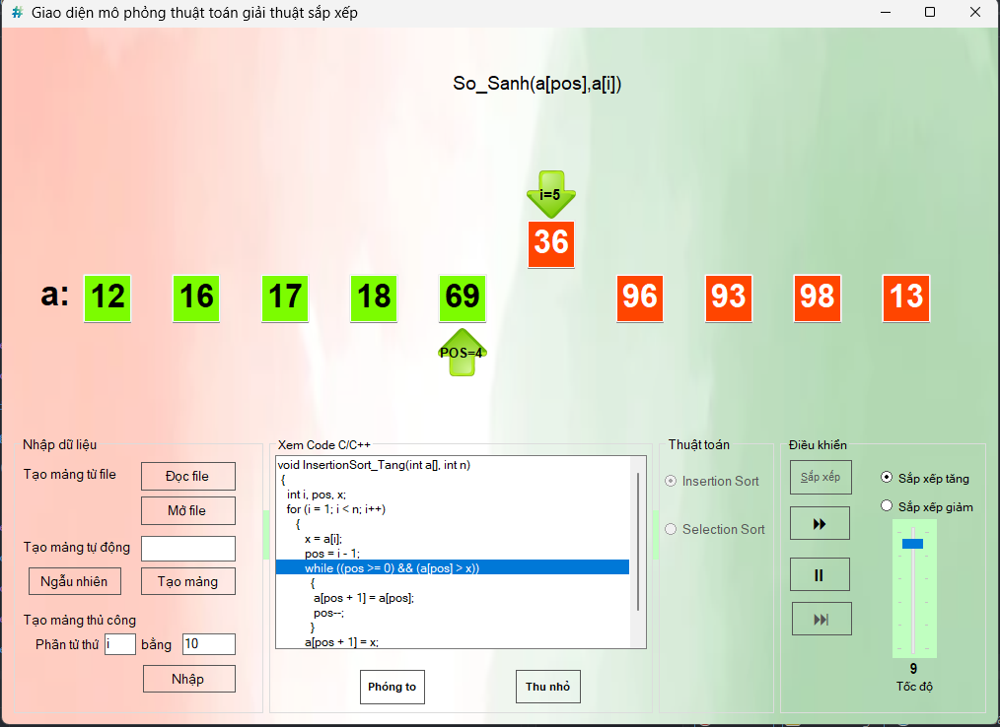 Giao diện mô phỏng thuật toán giải thuật sắp xếp
So_Sanh(a[pos],a[i])
i=5
36
a: 12 16 17 18 69 96 93 98 13
POS=4
Nhập dữ liệu
Tạo mảng từ file
Đọc file
Mở file
Tạo mảng tự động
Ngẫu nhiên
Tạo mảng
Tạo mảng thủ công
Phần tử thứ i bằng 10
Nhập
Xem Code C/C++
void InsertionSort_Tang(int a[], int n)
{
int i, pos, x;
for (i = 1; i < n; i++)
{
x = a[i];
pos = i - 1;
while ((pos >= 0) && (a[pos] > x))
{
a[pos + 1] = a[pos];
pos--;
}
a[pos + 1] = x;
Phóng to
Thu nhỏ
Thuật toán
Insertion Sort
Selection Sort
Điều khiển
Sắp xếp
Sắp xếp tăng
Sắp xếp giảm
9
Tốc độ